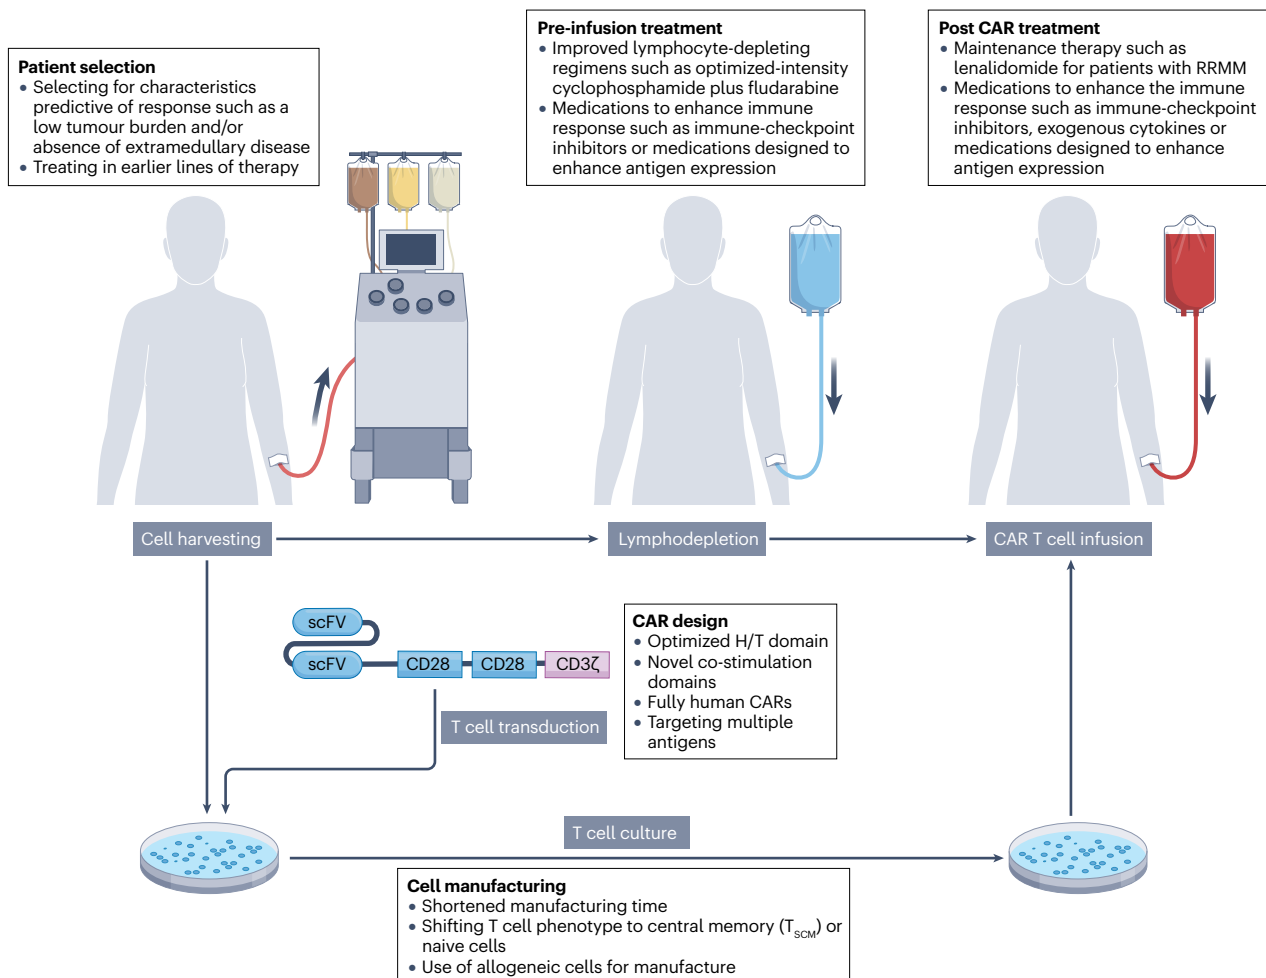 Patient selection
• Selecting for characteristics
predictive of response such as a
low tumour burden and/or
absence of extramedullary disease
• Treating in earlier lines of therapy
Pre-infusion treatment
• Improved lymphocyte-depleting
regimens such as optimized-intensity
cyclophosphamide plus fludarabine
• Medications to enhance immune
response such as immune-checkpoint
inhibitors or medications designed to
enhance antigen expression
Post CAR treatment
• Maintenance therapy such as
lenalidomide for patients with RRMM
• Medications to enhance the immune
response such as immune-checkpoint
inhibitors, exogenous cytokines or
medications designed to enhance
antigen expression
Cell harvesting
Lymphodepletion
CAR T cell infusion
scFV
scFV
CD28
CD28
CD3ζ
T cell transduction
CAR design
• Optimized H/T domain
• Novel co-stimulation
domains
• Fully human CARs
• Targeting multiple
antigens
T cell culture
Cell manufacturing
• Shortened manufacturing time
• Shifting T cell phenotype to central memory (TSCM) or
naive cells
• Use of allogeneic cells for manufacture